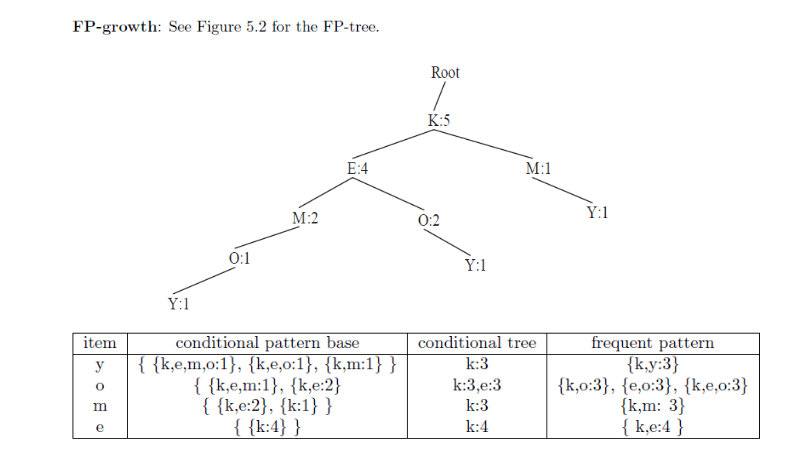 FP-growth: See Figure 5.2 for the FP-tree.
Root
K:5
E:4 M:1
M:2 O:2 Y:1
O:1 Y:1
Y:1
item conditional pattern base conditional tree frequent pattern
y { {k,e,m,o:1}, {k,e,o:1}, {k,m:1} } k:3 {k,y:3}
o { {k,e,m:1}, {k,e:2} k:3,e:3 {k,o:3}, {e,o:3}, {k,e,o:3}
m { {k,e:2}, {k:1} } k:3 {k,m: 3}
e { {k:4} } k:4 { k,e:4 }